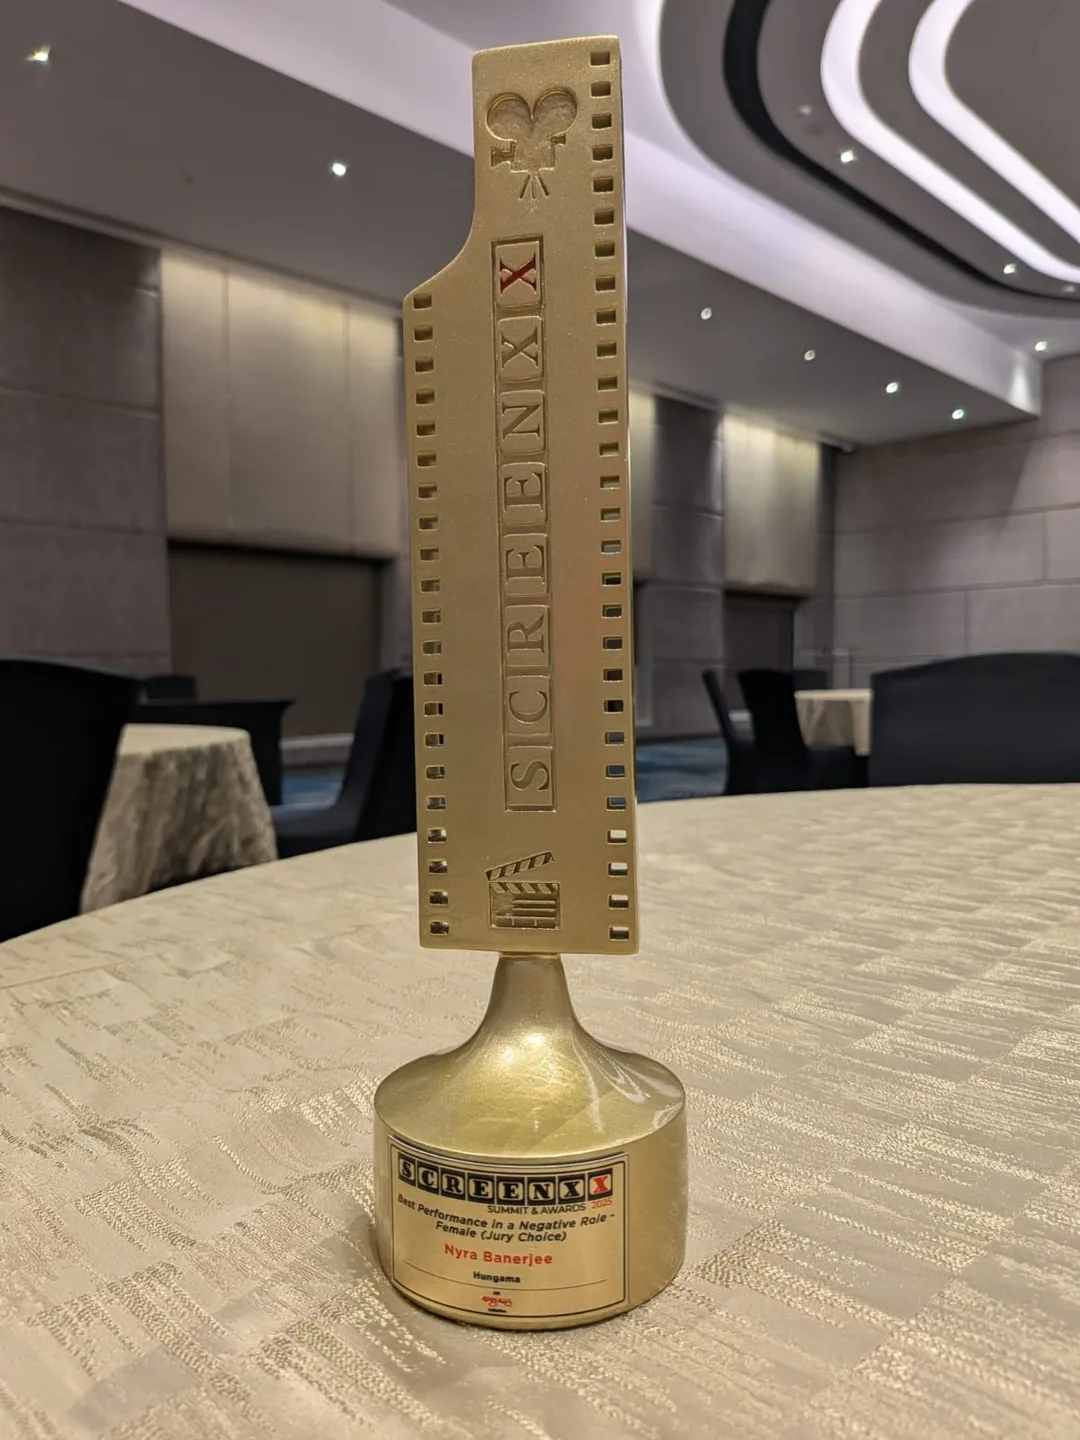 SCREENXX
SCREENXX
SUMMIT & AWARDS 2025
Best Performance in a Negative Role -
Female (Jury Choice)
Nyra Banerjee
Hungama